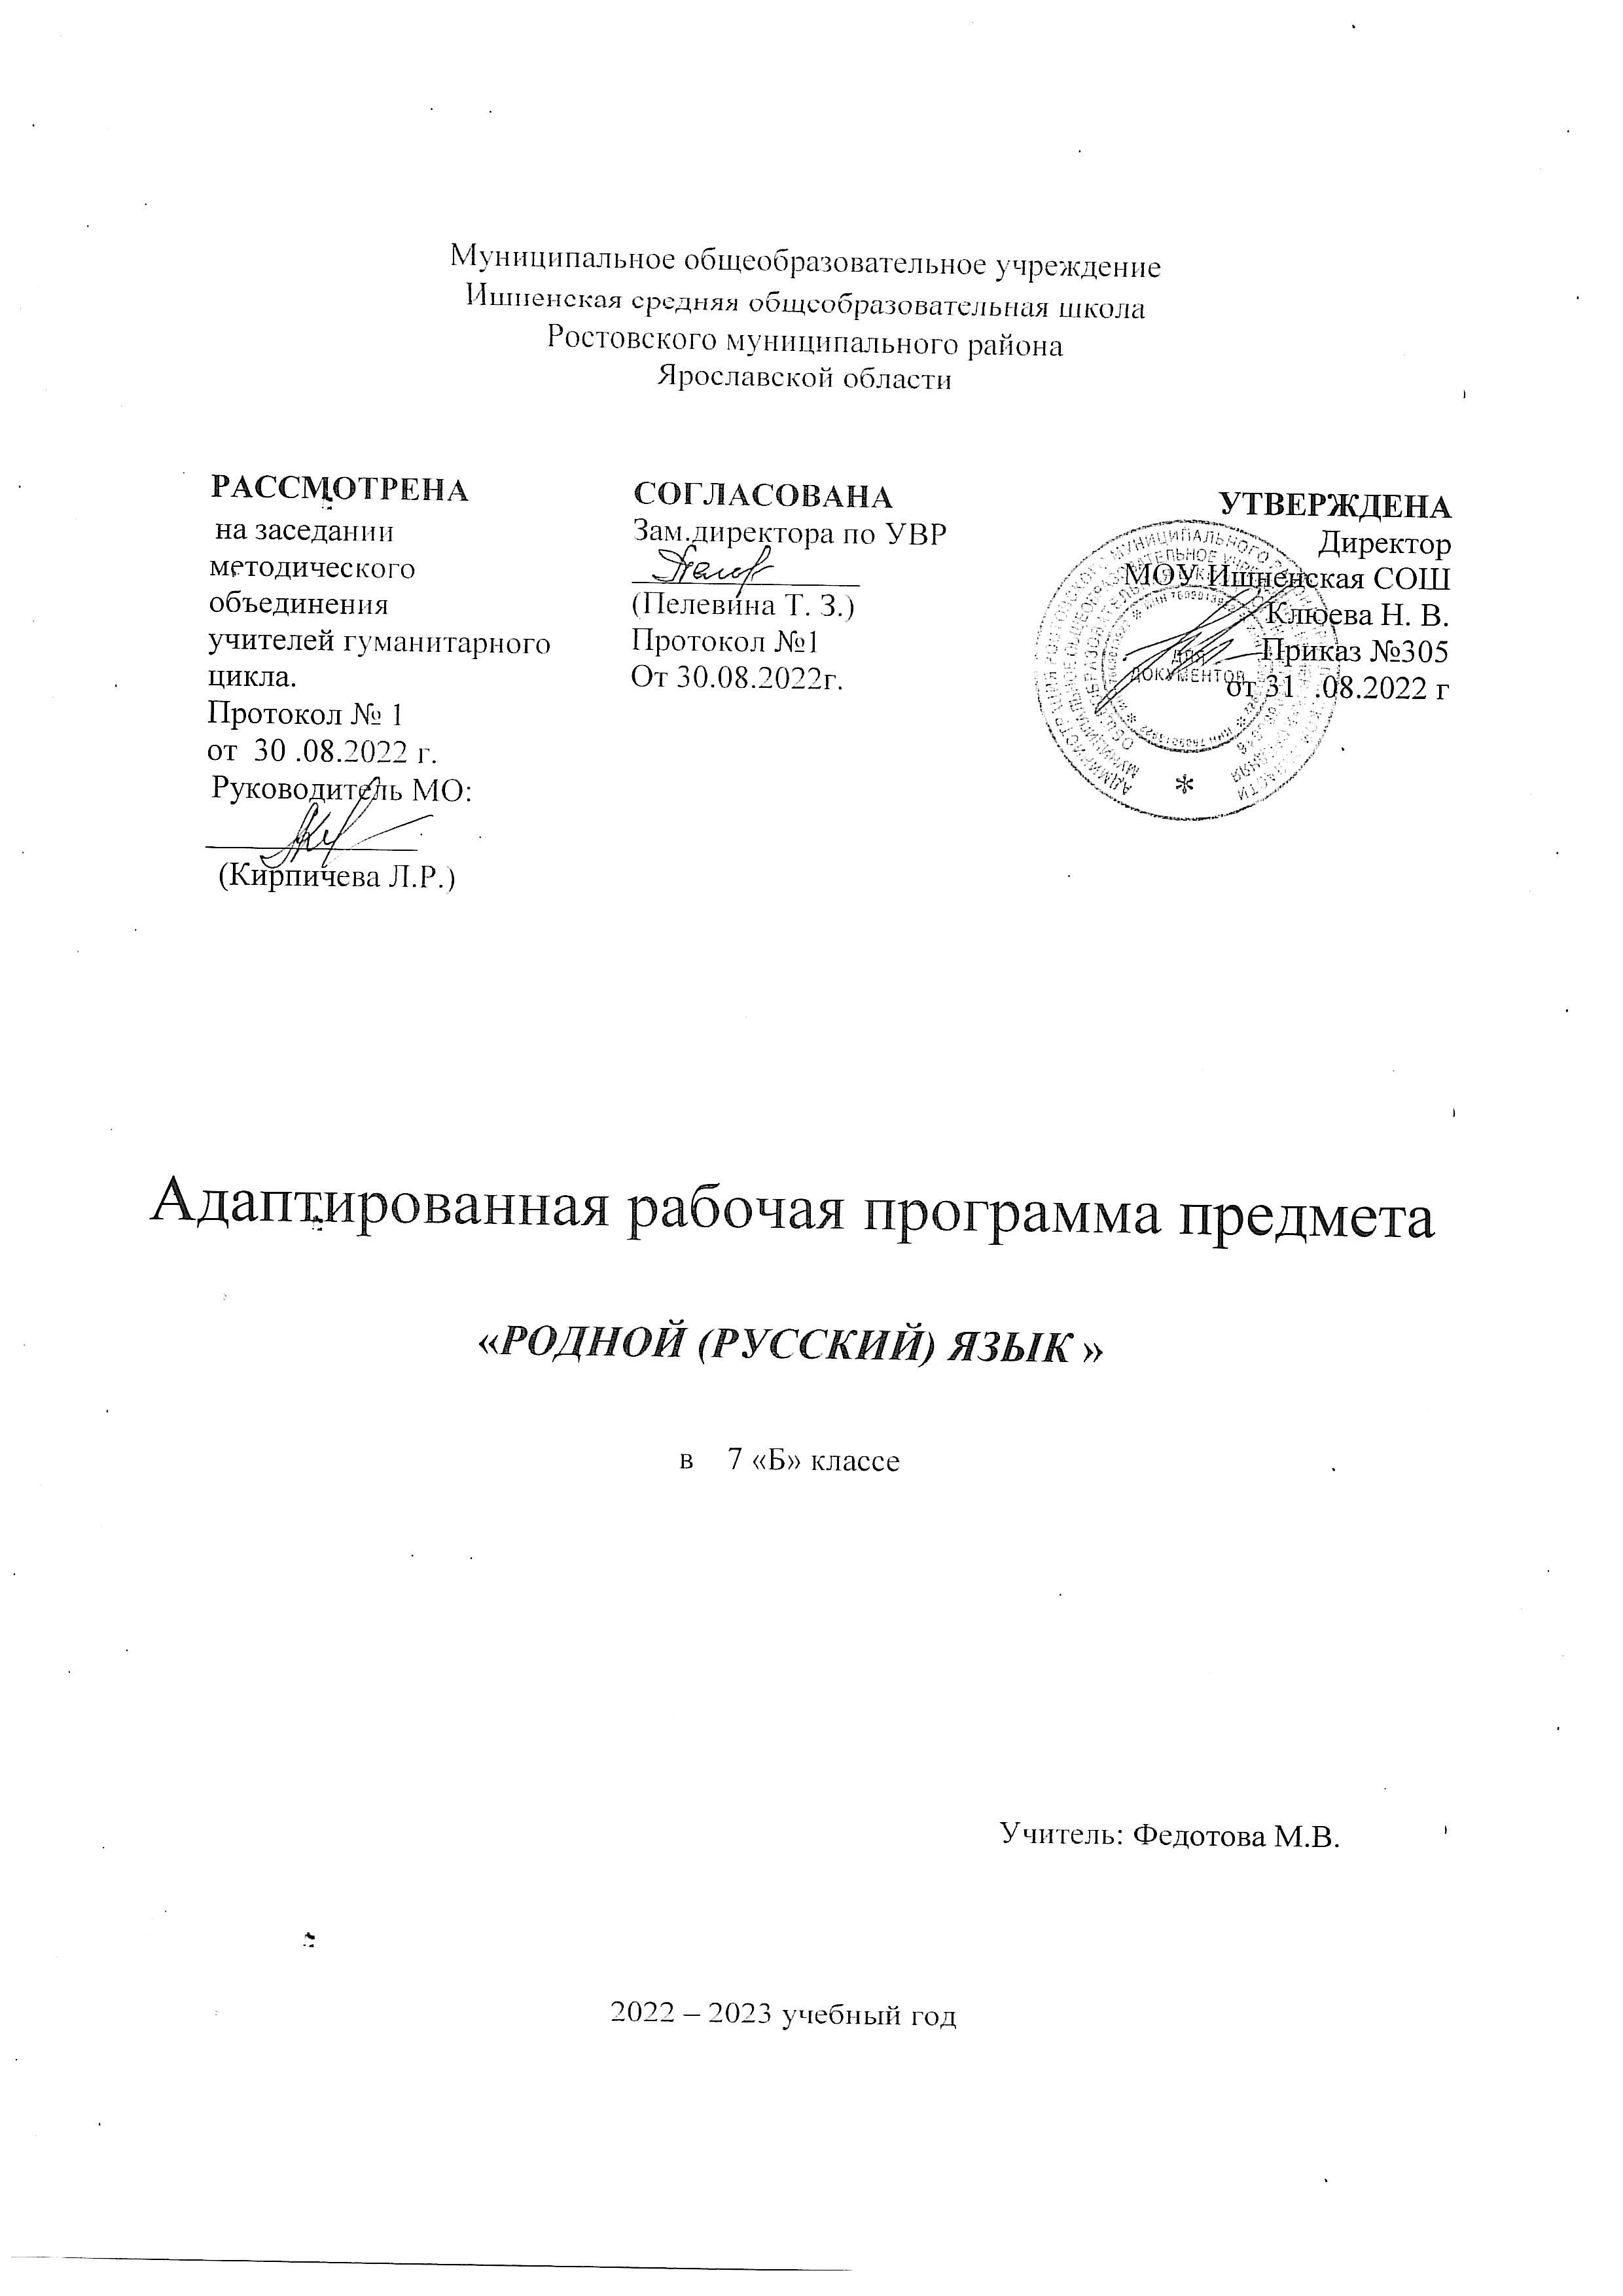 Муниципальное общеобразовательное учреждение
Ишненская средняя общеобразовательная школа
Ростовского муниципального района
Ярославской области
РАССМОТРЕНА
на заседании
методического
объединения
учителей гуманитарного
цикла.
Протокол № 1
от 30 .08.2022 г.
Руководитель МО:
(Кирпичева Л.Р.)
СОГЛАСОВАНА
Зам.директора по УВР
(Пелевина Т. З.)
Протокол №1
От 30.08.2022г.
УТВЕРЖДЕНА
Директор
МОУ Ишненская СОШ
Клюева Н. В.
Приказ №305
от 31 .08.2022 г
ДЛЯ
ДОКУМЕНТОВ
Адаптированная рабочая программа предмета
«РОДНОЙ (РУССКИЙ) ЯЗЫК »
в 7 «Б» классе
Учитель: Федотова М.В.
2022 – 2023 учебный год